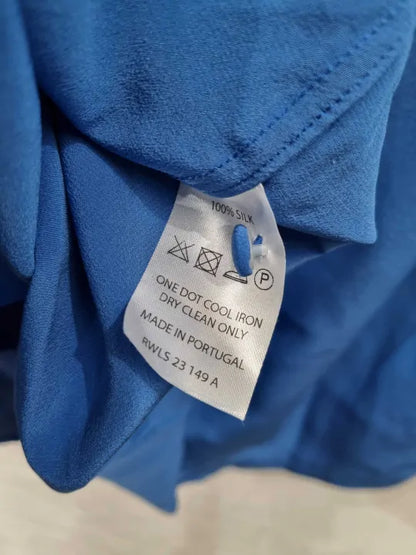 100% SILK
P
ONE DOT COOL IRON
DRY CLEAN ONLY
MADE IN PORTUGAL
RWLS 23 149 A